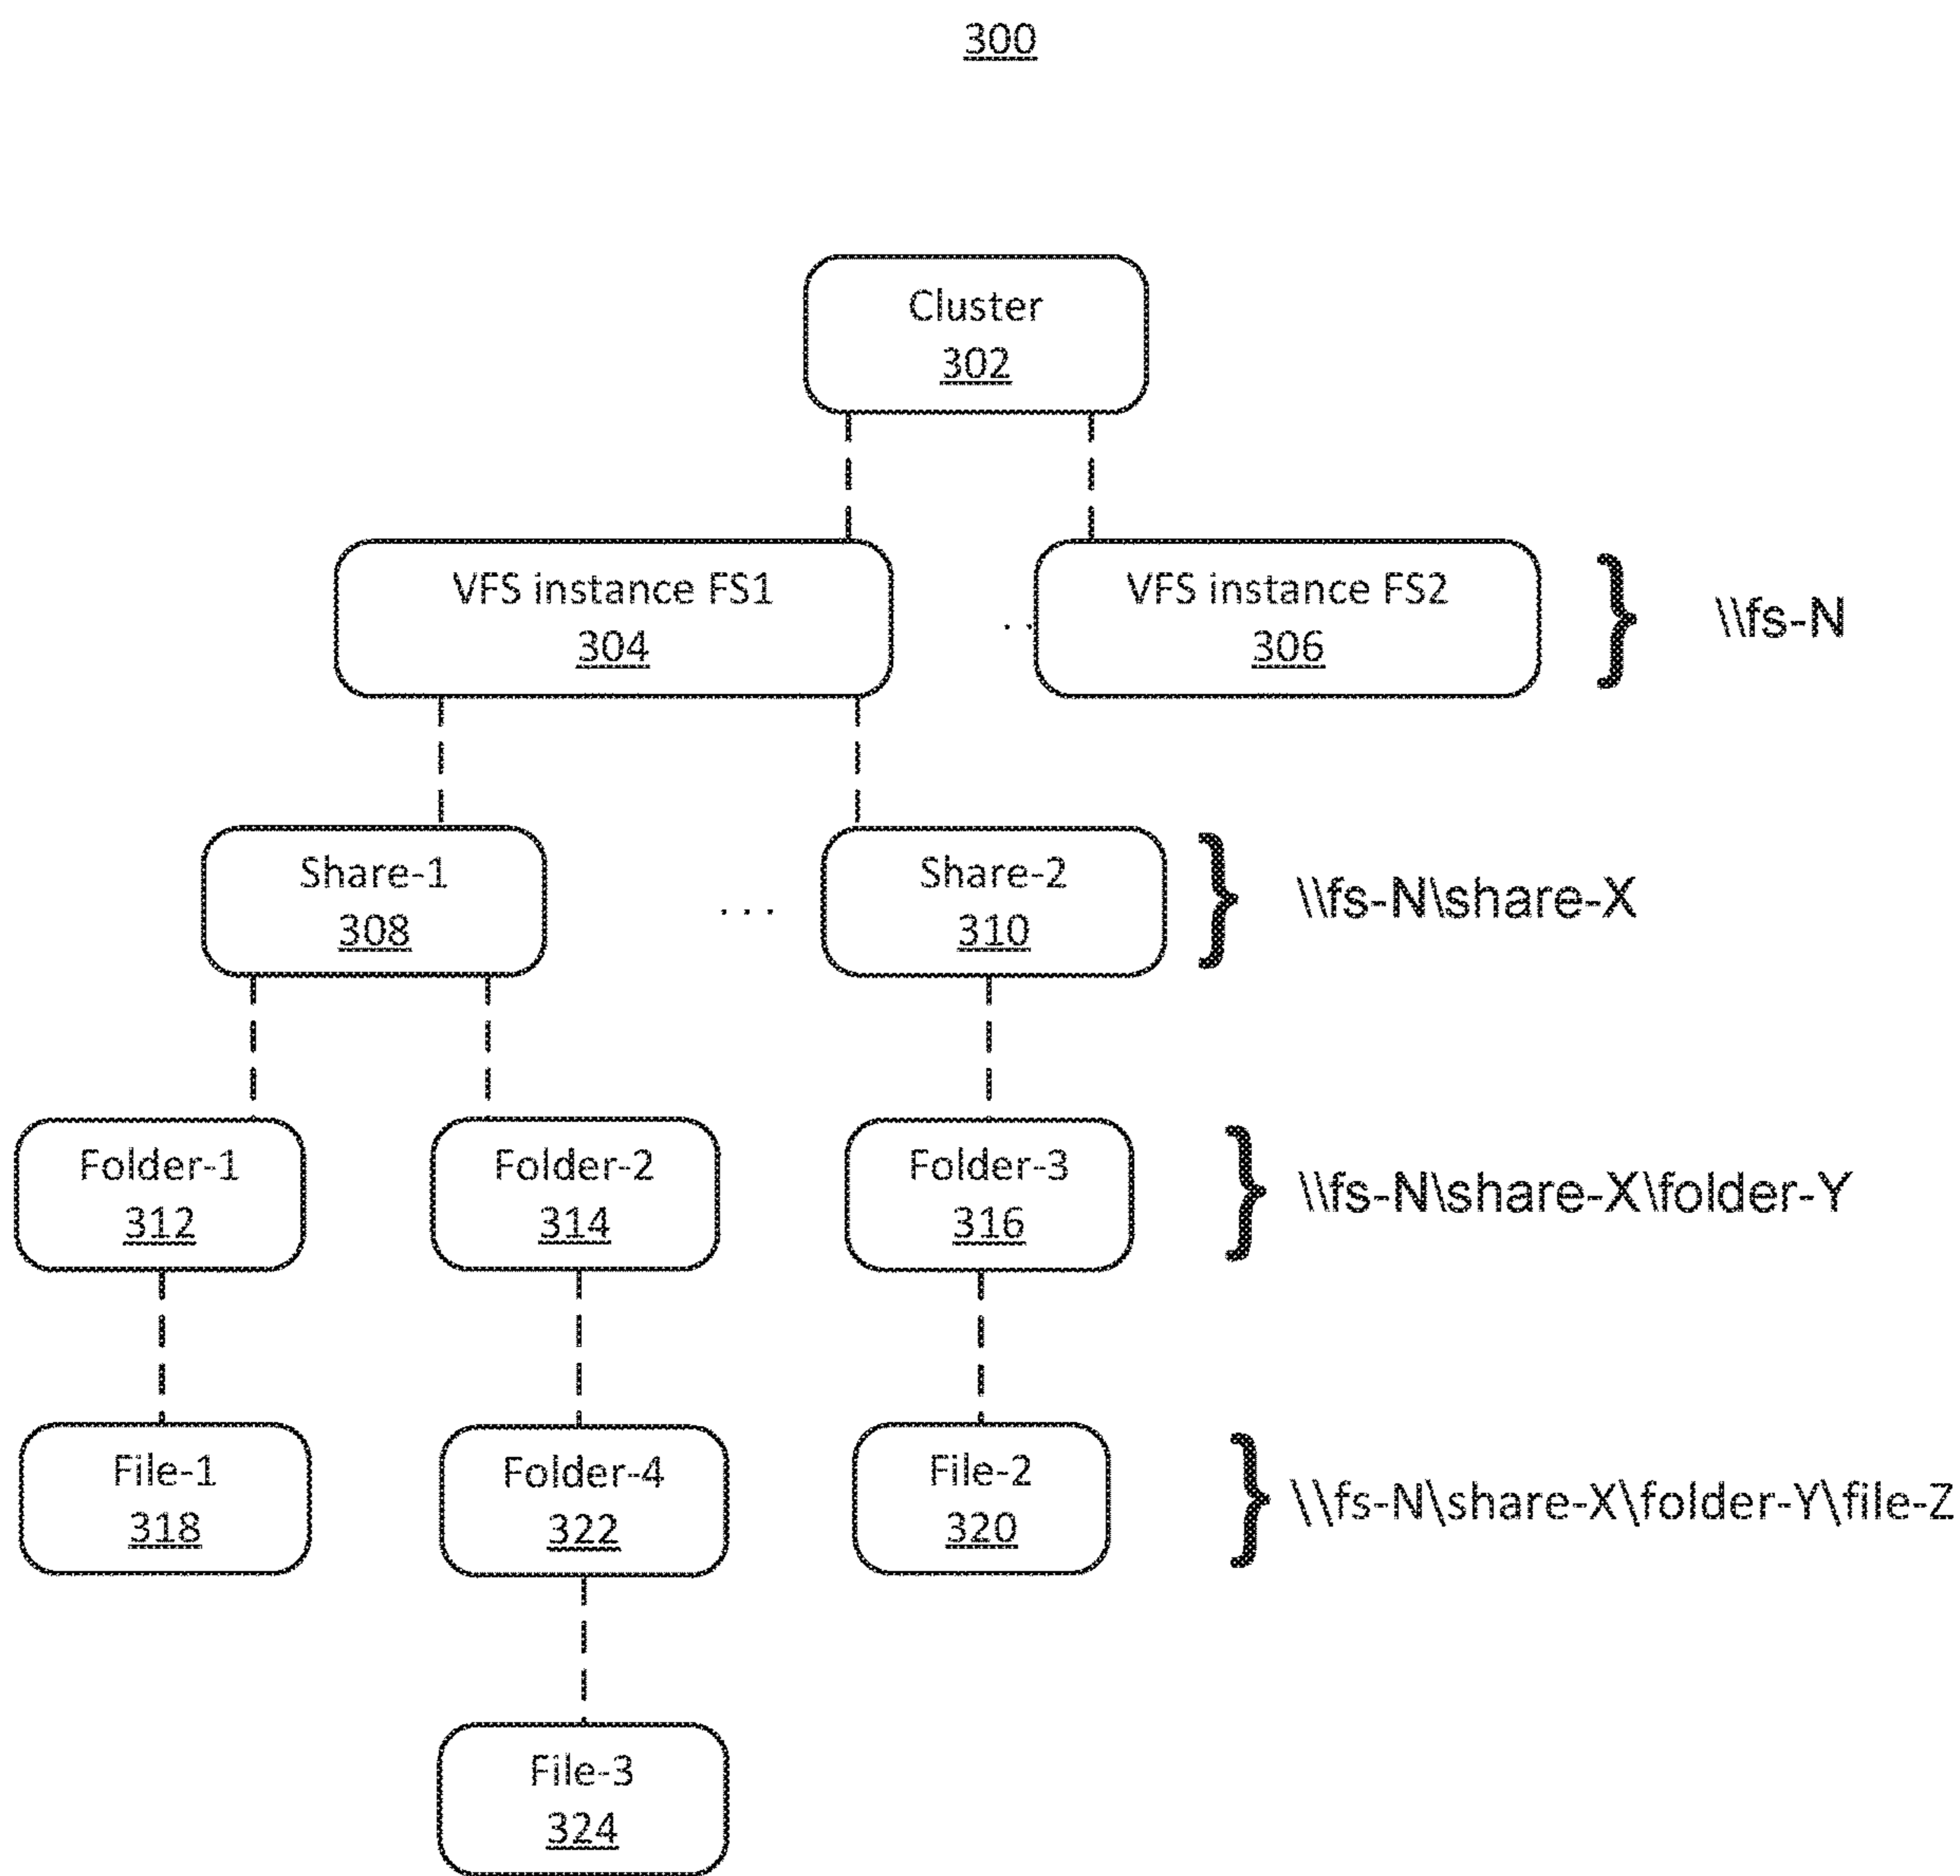 300
Cluster
302
VFS instance FS1
304
. .
VFS instance FS2
306
\\fs-N
Share-1
308
. . .
Share-2
310
\\fs-N\share-X
Folder-1
312
Folder-2
314
Folder-3
316
\\fs-N\share-X\folder-Y
File-1
318
Folder-4
322
File-2
320
\\fs-N\share-X\folder-Y\file-Z
File-3
324